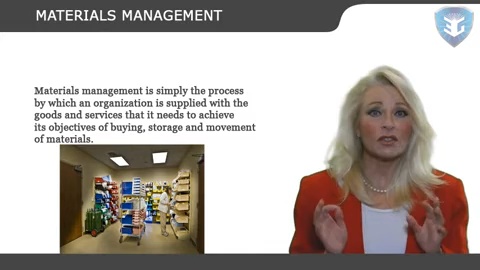 MATERIALS MANAGEMENT
Materials management is simply the process
by which an organization is supplied with the
goods and services that it needs to achieve
its objectives of buying, storage and movement
of materials.